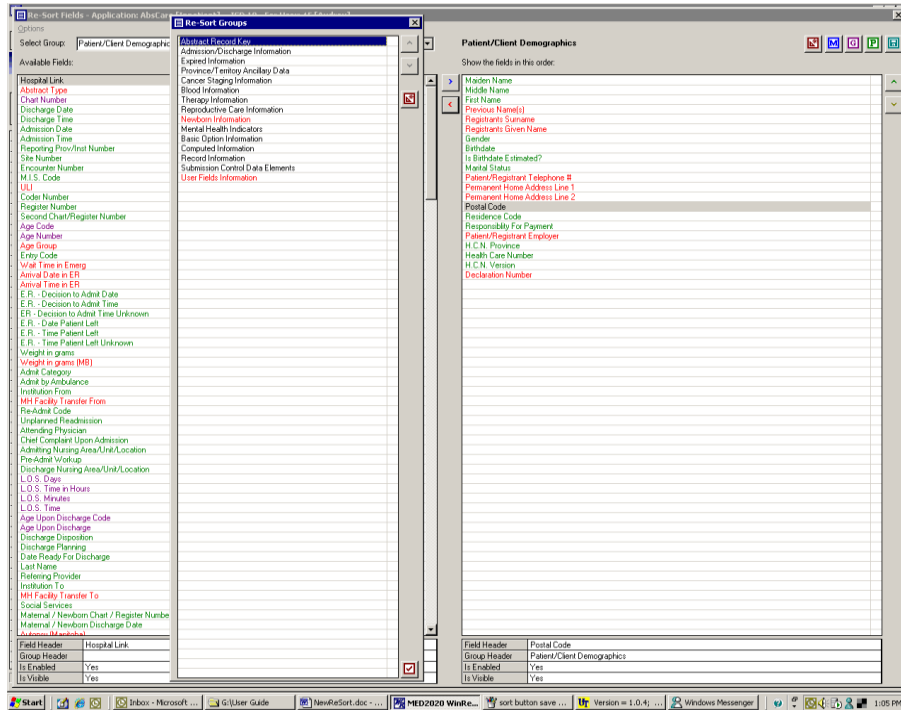 Re-Sort Fields - Application: AbsCare
Options
Select Group:
Patient/Client Demographic
Available Fields:
Hospital Link
Abstract Type
Chart Number
Discharge Date
Discharge Time
Admission Date
Admission Time
Reporting Prov/Inst Number
Site Number
Encounter Number
M.I.S. Code
ULI
Coder Number
Register Number
Second Chart/Register Number
Age Code
Age Number
Age Group
Entry Code
Wait Time in Emerg
Arrival Date in ER
Arrival Time in ER
E.R. - Decision to Admit Date
E.R. - Decision to Admit Time
ER - Decision to Admit Time Unknown
E.R. - Date Patient Left
E.R. - Time Patient Left
E.R. - Time Patient Left Unknown
Weight in grams
Weight in grams (MB)
Admit Category
Admit by Ambulance
Institution From
MH Facility Transfer From
Re-Admit Code
Unplanned Readmission
Attending Physician
Chief Complaint Upon Admission
Admitting Nursing Area/Unit/Location
Pre-Admit Workup
Discharge Nursing Area/Unit/Location
L.O.S. Days
L.O.S. Time in Hours
L.O.S. Minutes
L.O.S. Time
Age Upon Discharge Code
Age Upon Discharge
Discharge Disposition
Discharge Planning
Date Ready For Discharge
Last Name
Referring Provider
Institution To
MH Facility Transfer To
Social Services
Maternal / Newborn Chart / Register Numbe
Maternal / Newborn Discharge Date
Autopsy (Manitoba)
Field Header Hospital Link
Group Header
Is Enabled Yes
Is Visible Yes
Re-Sort Groups
Abstract Record Key
Admission/Discharge Information
Expired Information
Province/Territory Ancillary Data
Cancer Staging Information
Blood Information
Therapy Information
Reproductive Care Information
Newborn Information
Mental Health Indicators
Basic Option Information
Computed Information
Record Information
Submission Control Data Elements
User Fields Information
Patient/Client Demographics
M G P H
Show the fields in this order:
Maiden Name
Middle Name
First Name
Previous Name(s)
Registrants Surname
Registrants Given Name
Gender
Birthdate
Is Birthdate Estimated?
Marital Status
Patient/Registrant Telephone #
Permanent Home Address Line 1
Permanent Home Address Line 2
Postal Code
Residence Code
Responsiblity For Payment
Patient/Registrant Employer
H.C.N. Province
Health Care Number
H.C.N. Version
Declaration Number
Field Header Postal Code
Group Header Patient/Client Demographics
Is Enabled Yes
Is Visible Yes
Start
Inbox - Microsoft ...
G:\User Guide
NewReSort.doc - ...
MED2020 WinRe...
sort button save ...
Version = 1.0.4; ...
Windows Messenger
1:05 PM